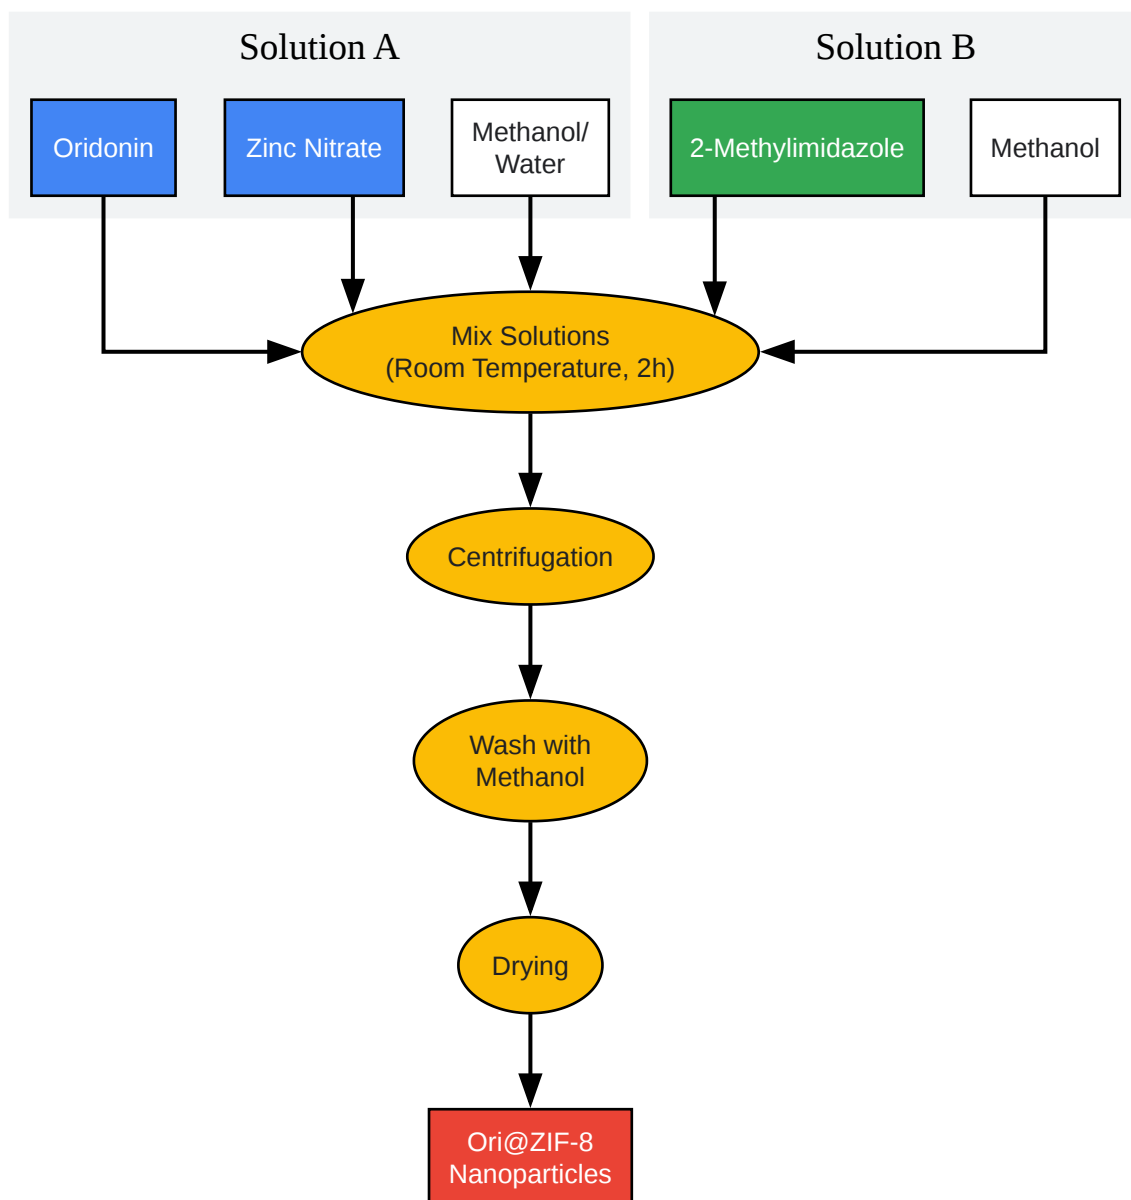 Solution A
Solution B
Oridonin
Zinc Nitrate
Methanol/
Water
2-Methylimidazole
Methanol
Mix Solutions
(Room Temperature, 2h)
Centrifugation
Wash with
Methanol
Drying
Ori@ZIF-8
Nanoparticles